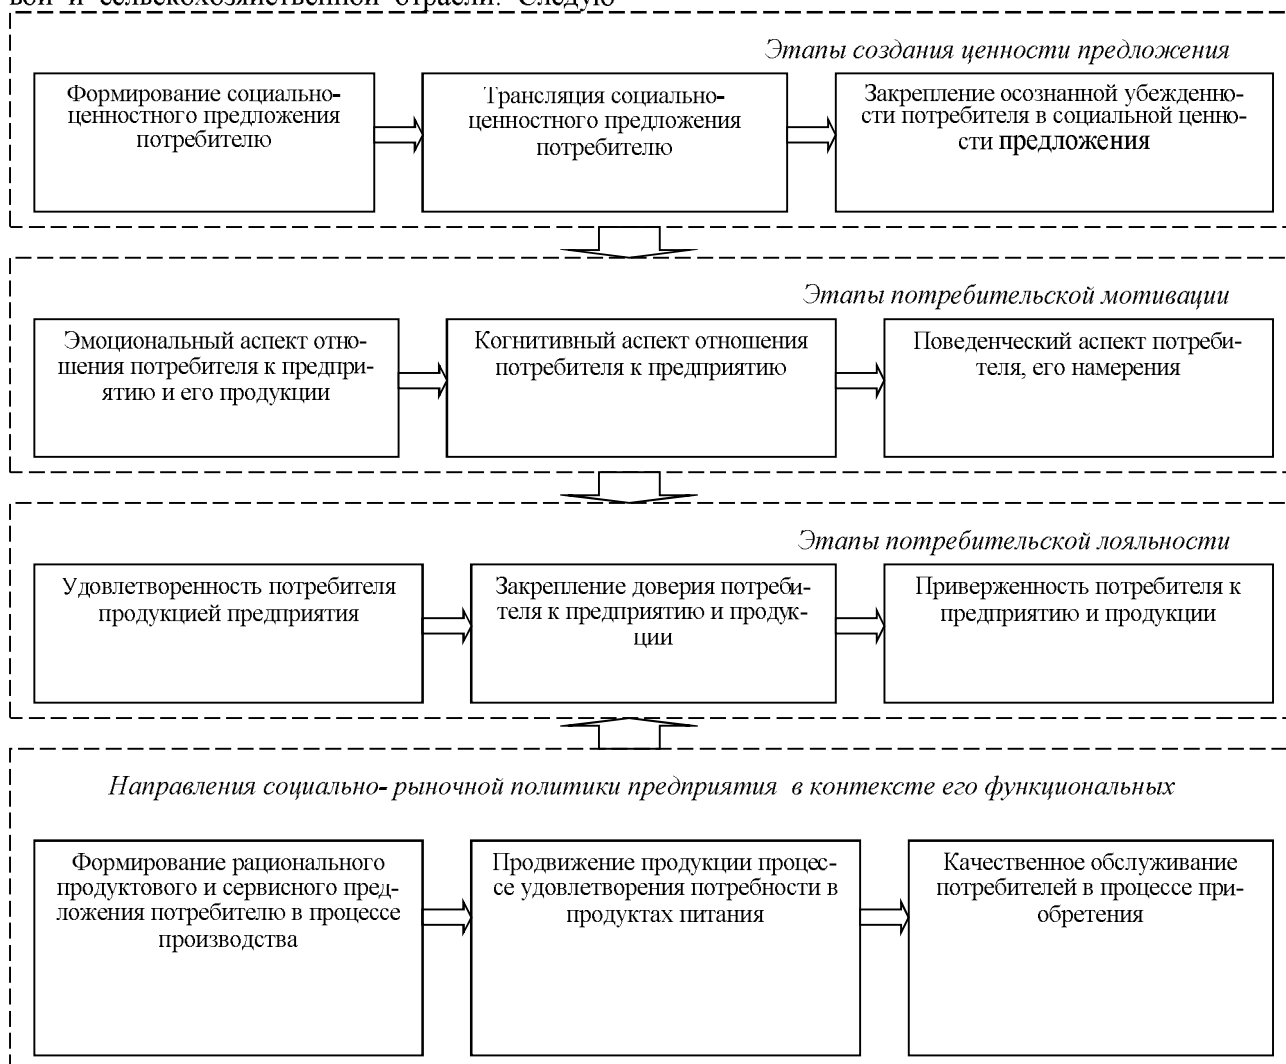 вой и сельскохозяйственной отрасли. Следую-
Этапы создания ценности предложения
Формирование социально-
ценностного предложения
потребителю
Трансляция социально-
ценностного предложения
потребителю
Закрепление осознанной убежденно-
сти потребителя в социальной ценно-
сти предложения
Этапы потребительской мотивации
Эмоциональный аспект отно-
шения потребителя к предпри-
ятию и его продукции
Когнитивный аспект отношения
потребителя к предприятию
Поведенческий аспект потреби-
теля, его намерения
Этапы потребительской лояльности
Удовлетворенность потребителя
продукцией предприятия
Закрепление доверия потреби-
теля к предприятию и продук-
ции
Приверженность потребителя к
предприятию и продукции
Направления социально- рыночной политики предприятия в контексте его функциональных
Формирование рационального
продуктового и сервисного пред-
ложения потребителю в процессе
производства
Продвижение продукции процес-
се удовлетворения потребности в
продуктах питания
Качественное обслуживание
потребителей в процессе при-
обретения